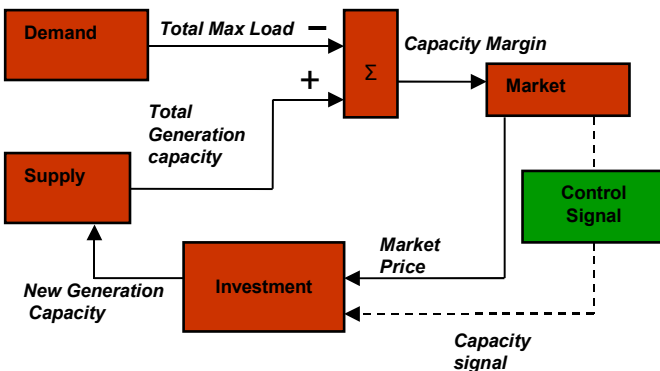 Demand
Total Max Load
−
+
Σ
Capacity Margin
Market
Total
Generation
capacity
Supply
Control
Signal
Market
Price
New Generation
Capacity
Investment
Capacity
signal